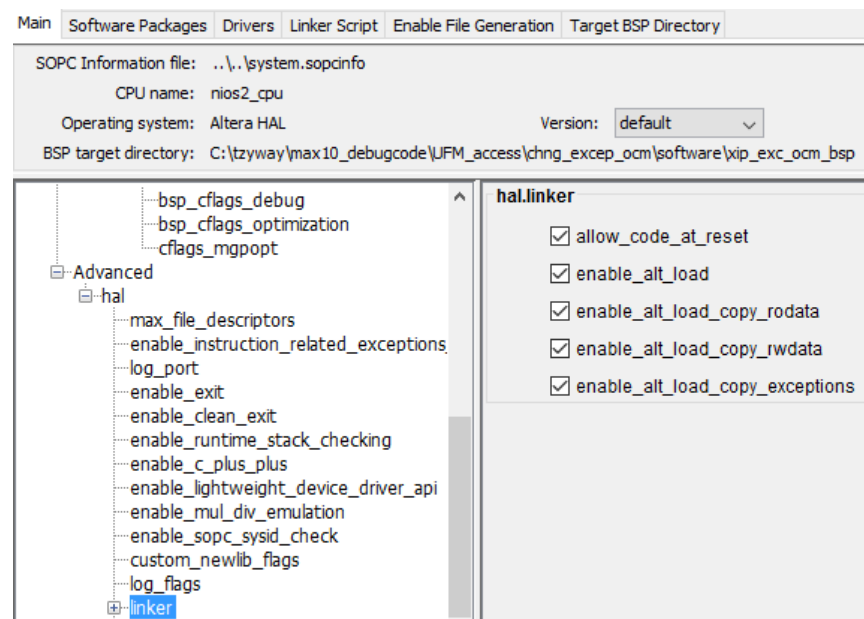 Main Software Packages Drivers Linker Script Enable File Generation Target BSP Directory
SOPC Information file: ..\..\system.sopcinfo
CPU name: nios2_cpu
Operating system: Altera HAL Version: default
BSP target directory: C:\tzyway\max10_debugcode\UFM_access\chng_excep_ocm\software\xip_exc_ocm_bsp
bsp_cflags_debug
bsp_cflags_optimization
cflags_mgpopt
Advanced
hal
max_file_descriptors
enable_instruction_related_exceptions_
log_port
enable_exit
enable_clean_exit
enable_runtime_stack_checking
enable_c_plus_plus
enable_lightweight_device_driver_api
enable_mul_div_emulation
enable_sopc_sysid_check
custom_newlib_flags
log_flags
linker
hal.linker
allow_code_at_reset
enable_alt_load
enable_alt_load_copy_rodata
enable_alt_load_copy_rwdata
enable_alt_load_copy_exceptions